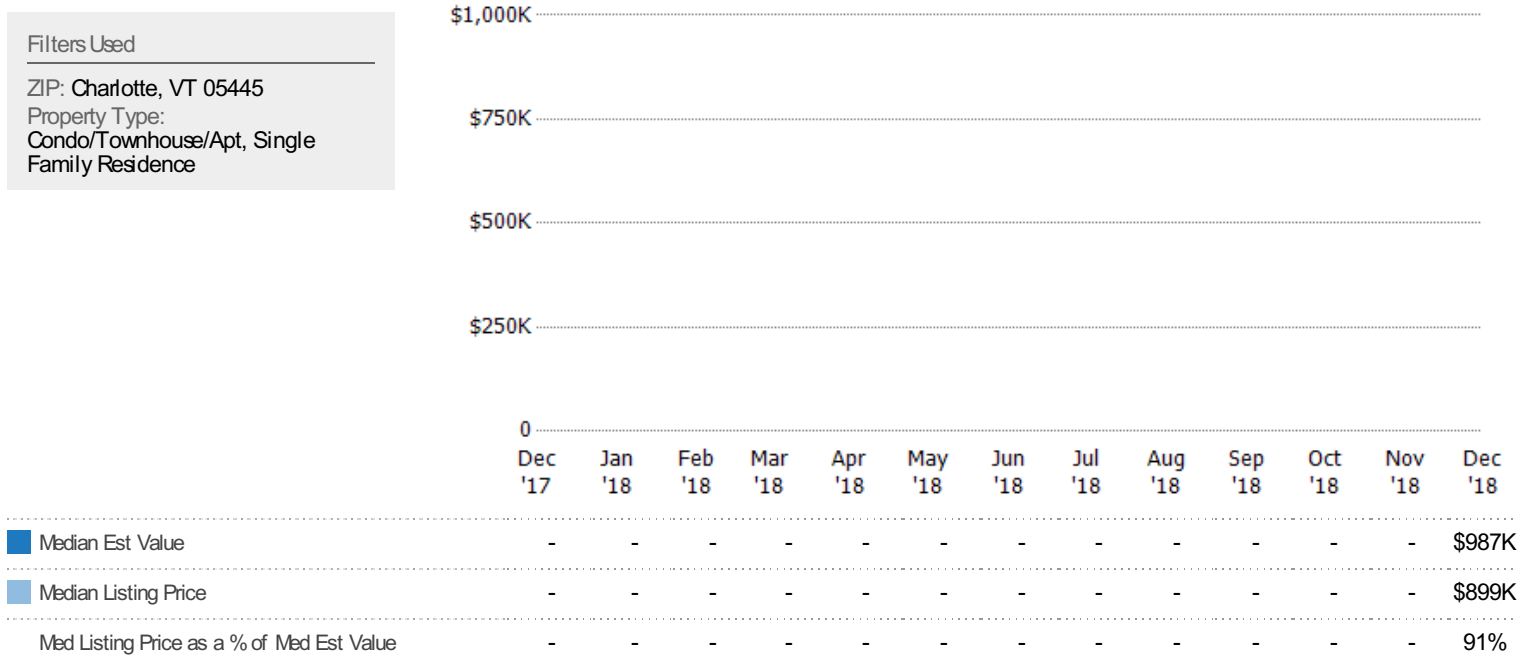 Filters Used
ZIP: Charlotte, VT 05445
Property Type:
Condo/Townhouse/Apt, Single
Family Residence
$1,000K
$750K
$500K
$250K
0
Dec Jan Feb Mar Apr May Jun Jul Aug Sep Oct Nov Dec
'17 '18 '18 '18 '18 '18 '18 '18 '18 '18 '18 '18 '18
Median Est Value - - - - - - - - - - - - $987K
Median Listing Price - - - - - - - - - - - - $899K
Med Listing Price as a % of Med Est Value - - - - - - - - - - - - 91%